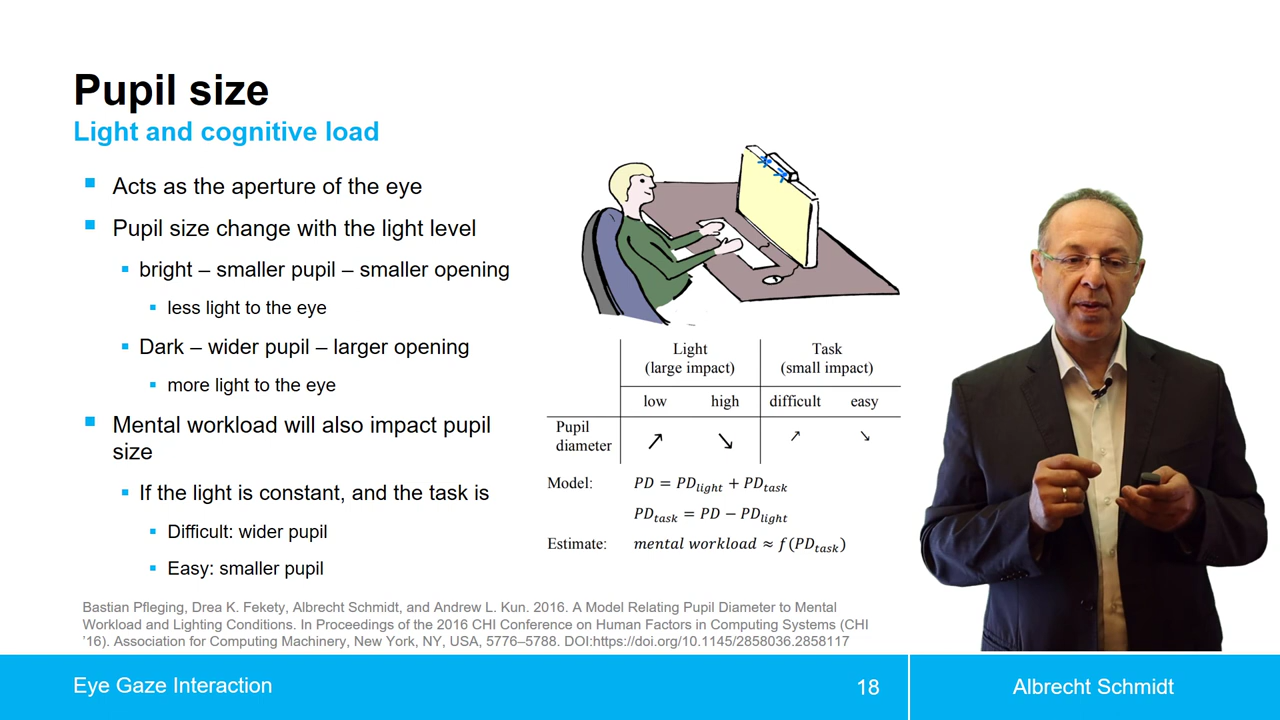 Pupil size
Light and cognitive load
Acts as the aperture of the eye
Pupil size change with the light level
bright – smaller pupil – smaller opening
less light to the eye
Dark – wider pupil – larger opening
more light to the eye
Mental workload will also impact pupil
size
If the light is constant, and the task is
Difficult: wider pupil
Easy: smaller pupil
Light Task
(large impact) (small impact)
low high difficult easy
Pupil
diameter ↗ ↘ ↗ ↘
Model: PD = PD_light + PD_task
PD_task = PD − PD_light
Estimate: mental workload ≈ f(PD_task)
Bastian Pfleging, Drea K. Fekety, Albrecht Schmidt, and Andrew L. Kun. 2016. A Model Relating Pupil Diameter to Mental
Workload and Lighting Conditions. In Proceedings of the 2016 CHI Conference on Human Factors in Computing Systems (CHI
’16). Association for Computing Machinery, New York, NY, USA, 5776–5788. DOI:https://doi.org/10.1145/2858036.2858117
Eye Gaze Interaction 18 Albrecht Schmidt